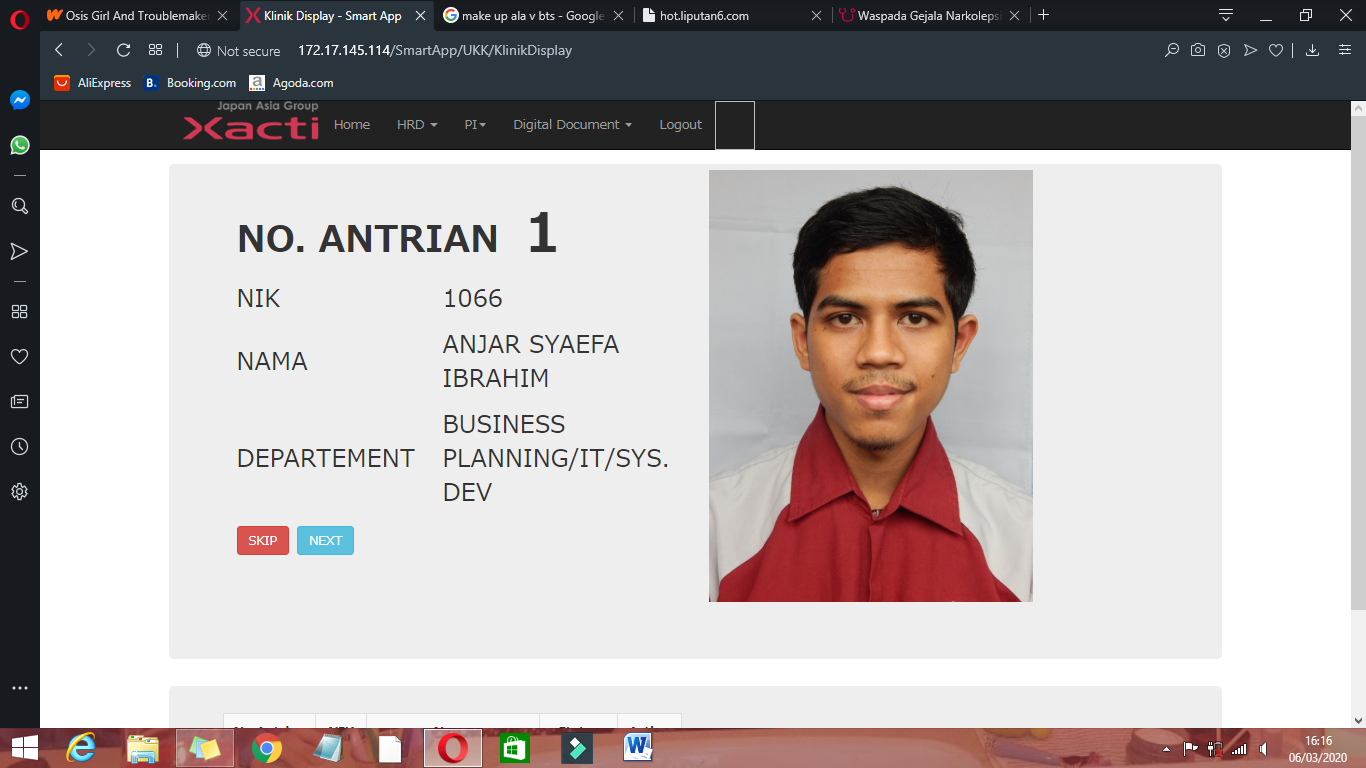 Osis Girl And Troublemaker
Klinik Display - Smart App
make up ala v bts - Google
hot.liputan6.com
Waspada Gejala Narkolepsi
Not secure
172.17.145.114/SmartApp/UKK/KlinikDisplay
AliExpress
B. Booking.com
a Agoda.com
Japan Asia Group
Xacti
Home
HRD
PI
Digital Document
Logout
NO. ANTRIAN 1
NIK 1066
NAMA ANJAR SYAEFA
IBRAHIM
DEPARTEMENT BUSINESS
PLANNING/IT/SYS.
DEV
SKIP
NEXT
16:16
06/03/2020